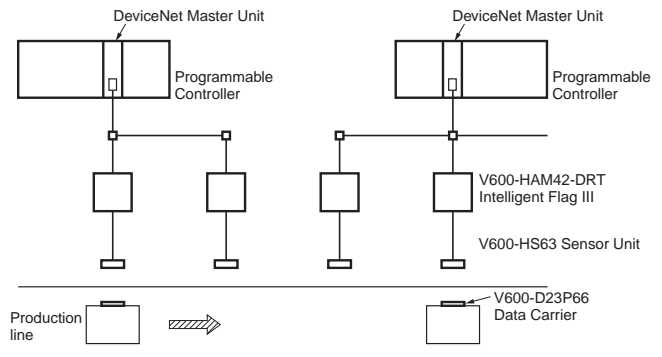 DeviceNet Master Unit
DeviceNet Master Unit
Programmable
Controller
Programmable
Controller
V600-HAM42-DRT
Intelligent Flag III
V600-HS63 Sensor Unit
V600-D23P66
Data Carrier
Production
line